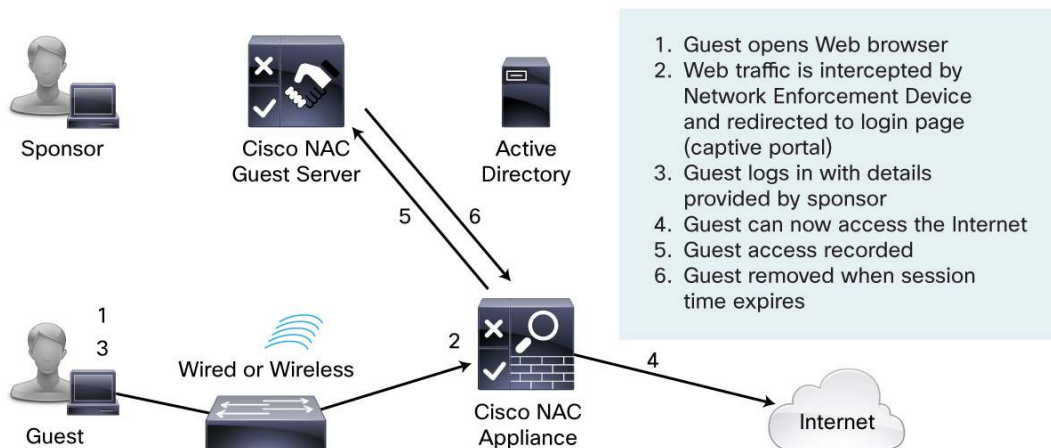 Sponsor
Cisco NAC
Guest Server
Active
Directory
1. Guest opens Web browser
2. Web traffic is intercepted by
Network Enforcement Device
and redirected to login page
(captive portal)
3. Guest logs in with details
provided by sponsor
4. Guest can now access the Internet
5. Guest access recorded
6. Guest removed when session
time expires
5
6
1
3
Wired or Wireless
2
4
Guest
Cisco NAC
Appliance
Internet